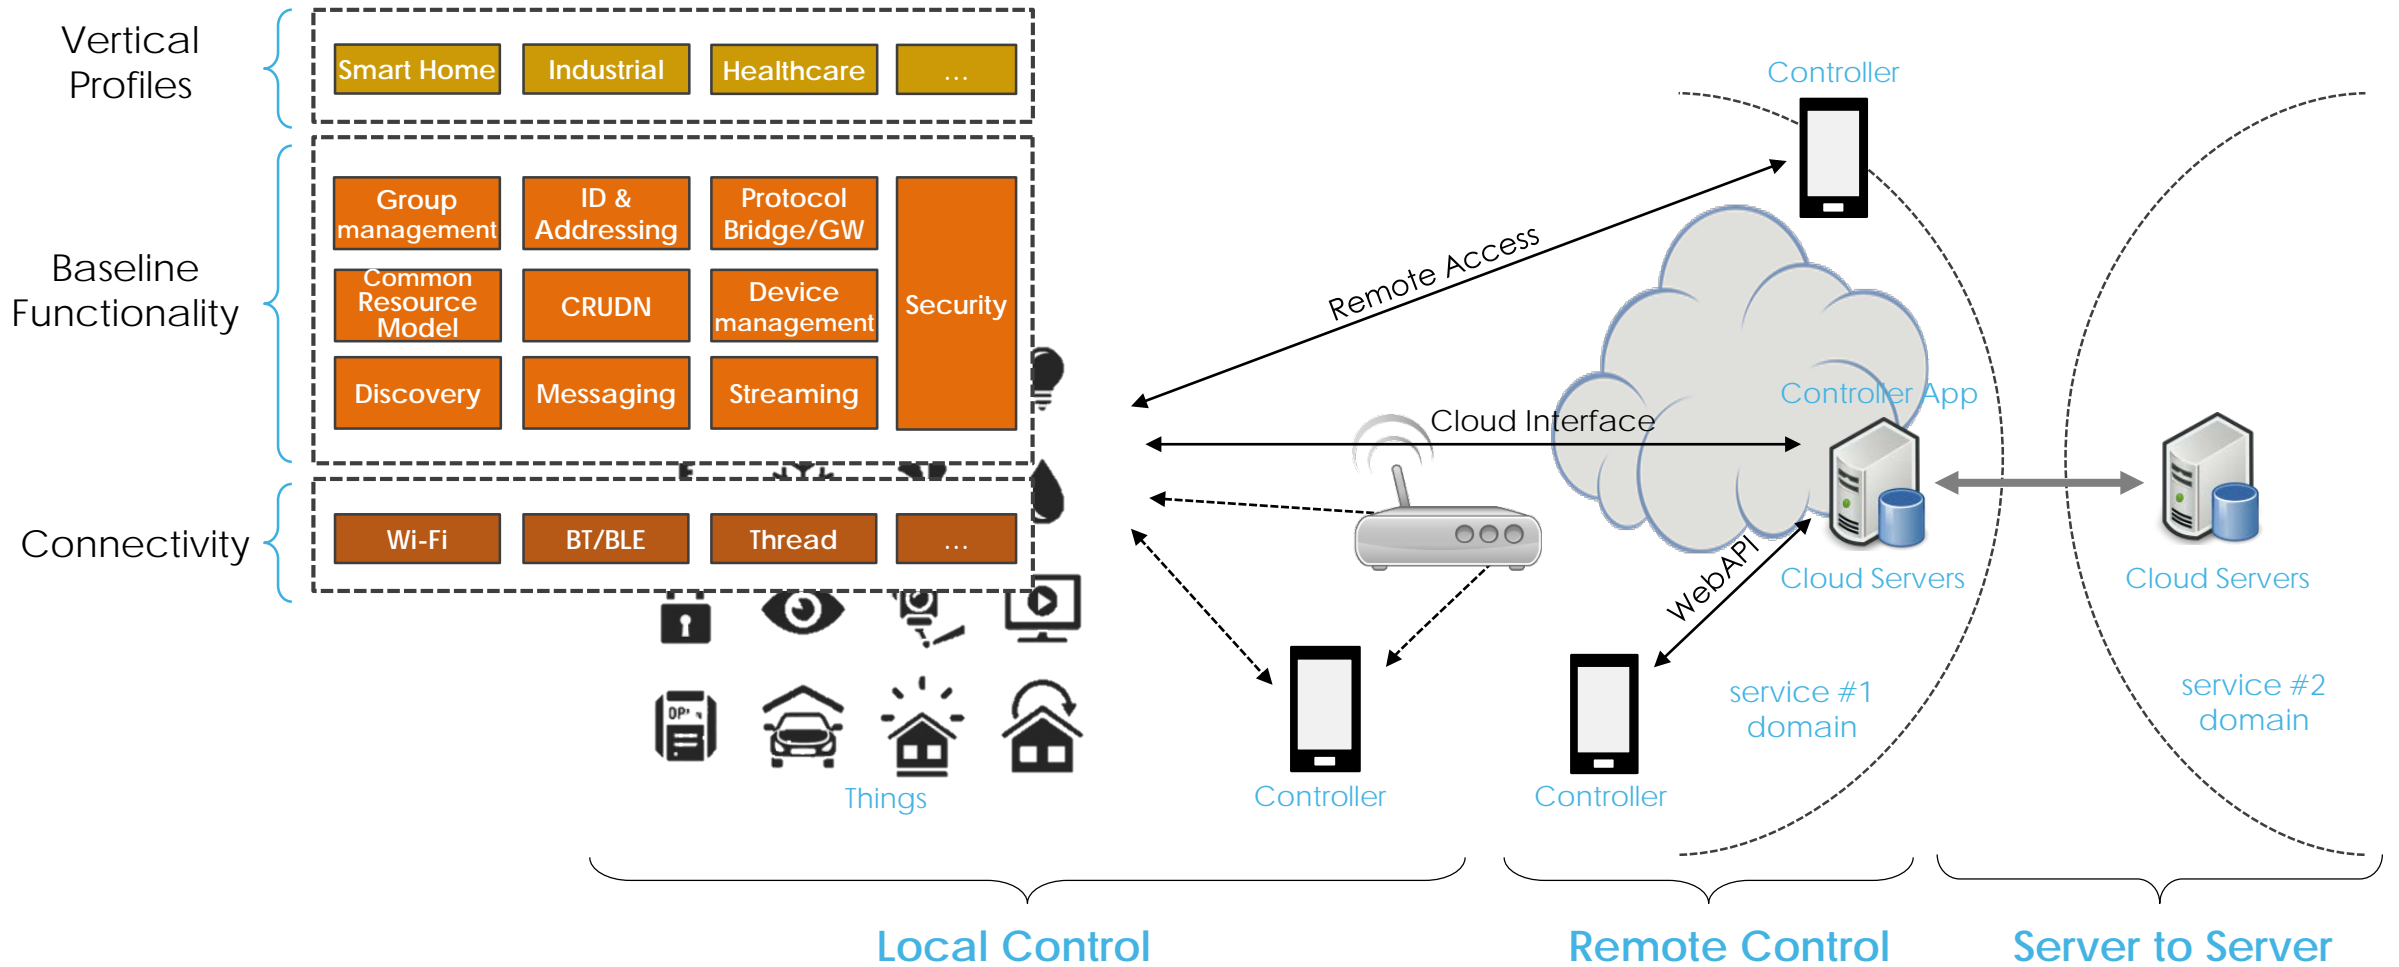 Vertical
Profiles
Smart Home
Industrial
Healthcare
...
Baseline
Functionality
Group
management
ID &
Addressing
Protocol
Bridge/GW
Common
Resource
Model
CRUDN
Device
management
Security
Discovery
Messaging
Streaming
Connectivity
Wi-Fi
BT/BLE
Thread
...
Things
Controller
Remote Access
Cloud Interface
Controller App
WebAPI
Cloud Servers
Cloud Servers
service #1
domain
service #2
domain
Controller
Controller
Local Control
Remote Control
Server to Server